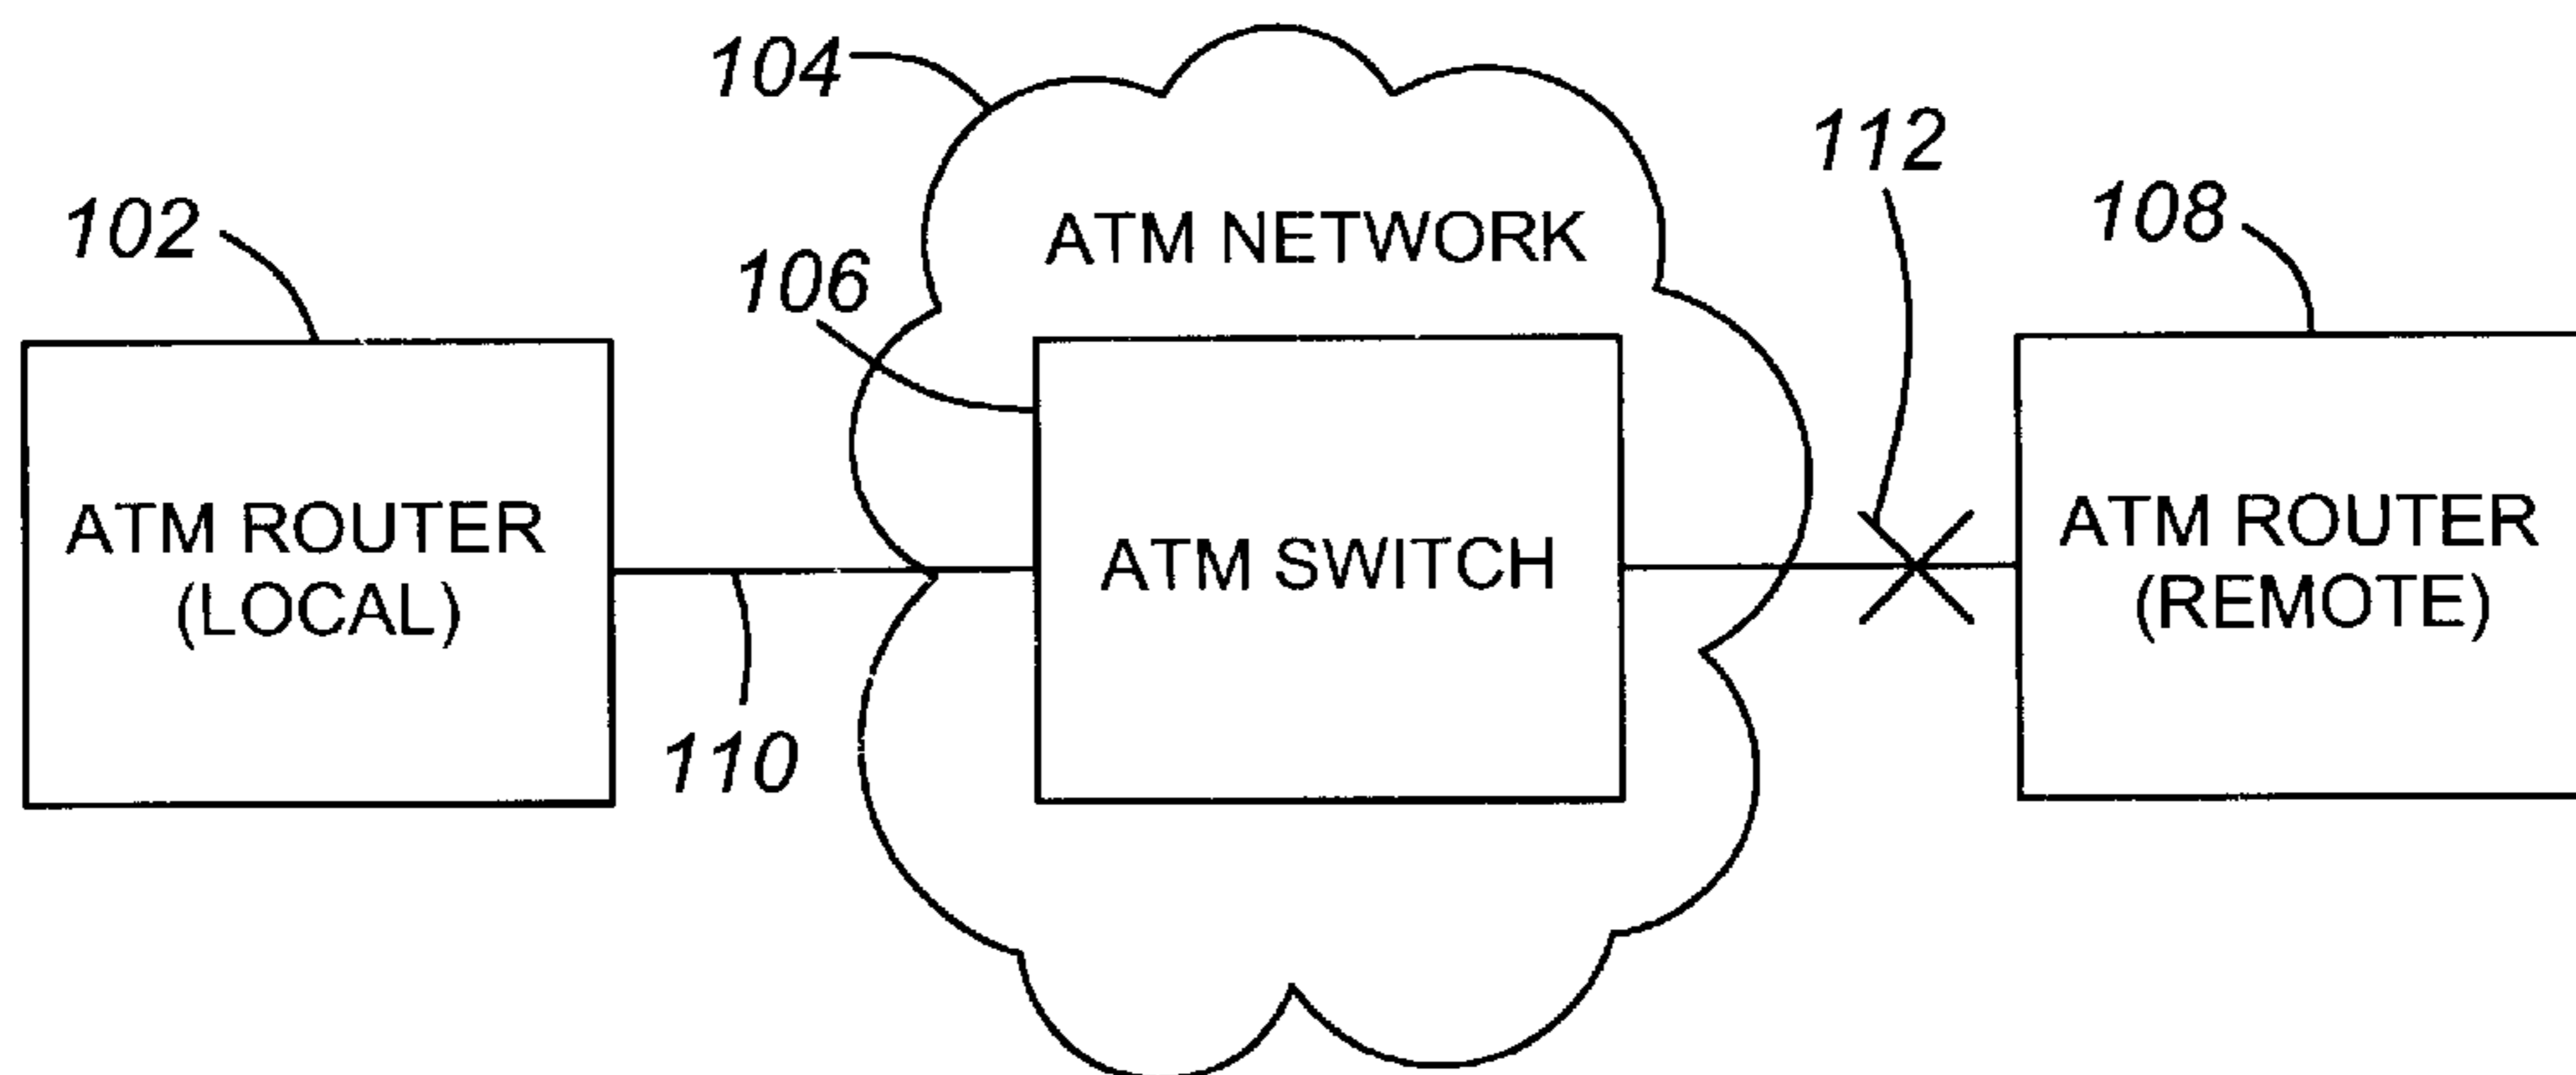 104
112
102
108
ATM NETWORK
106
ATM ROUTER
(LOCAL)
ATM SWITCH
ATM ROUTER
(REMOTE)
110